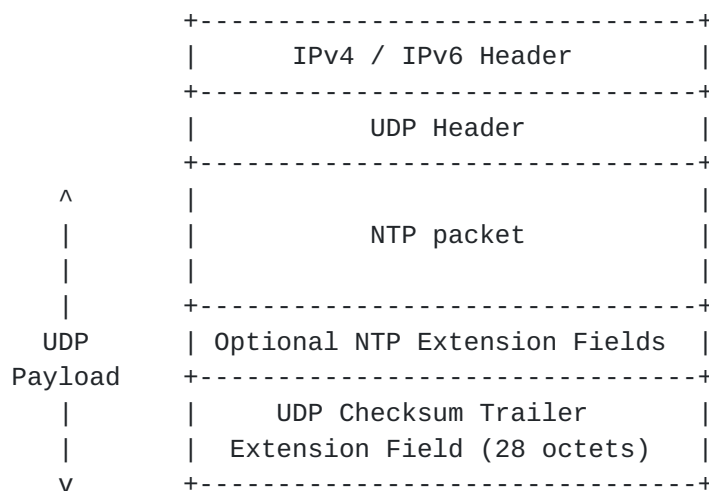 IPv4 / IPv6 Header
UDP Header
NTP packet
UDP
Payload
Optional NTP Extension Fields
UDP Checksum Trailer
Extension Field (28 octets)